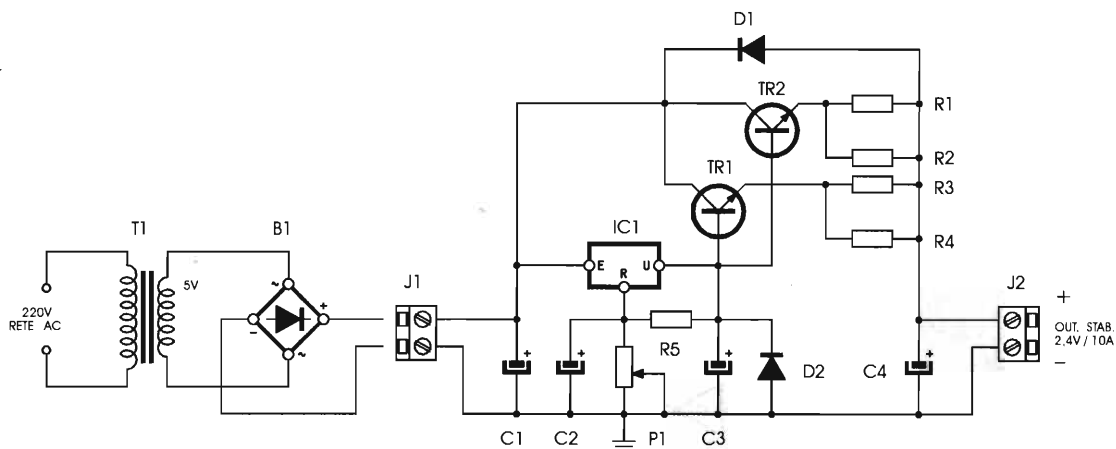 D1
TR2
R1
R2
TR1
R3
R4
T1
B1
IC1
E
U
R
J1
J2
220V
RETE AC
5V
~
+
-
~
R5
+
OUT. STAB.
2,4V / 10A
-
+
+
+
+
D2
C4
C1
C2
P1
C3